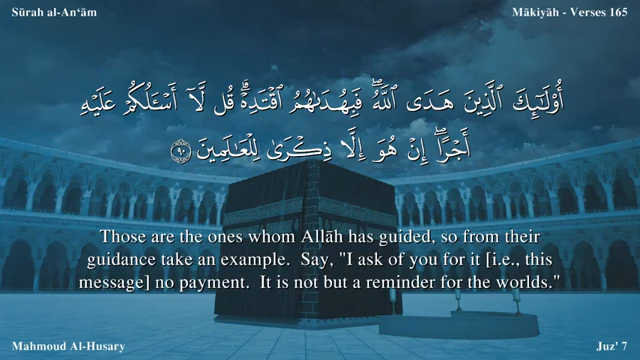 Sūrah al-An‘ām
Mākiyāh - Verses 165
أُو۟لَـٰٓئِكَ ٱلَّذِينَ هَدَى ٱللَّهُ ۖ فَبِهُدَىٰهُمُ ٱقْتَدِهْ ۗ قُل لَّآ أَسْـَٔلُكُمْ عَلَيْهِ
أَجْرًا ۖ إِنْ هُوَ إِلَّا ذِكْرَىٰ لِلْعَـٰلَمِينَ ٩٠
Those are the ones whom Allāh has guided, so from their
guidance take an example. Say, "I ask of you for it [i.e., this
message] no payment. It is not but a reminder for the worlds."
Mahmoud Al-Husary
Juz' 7